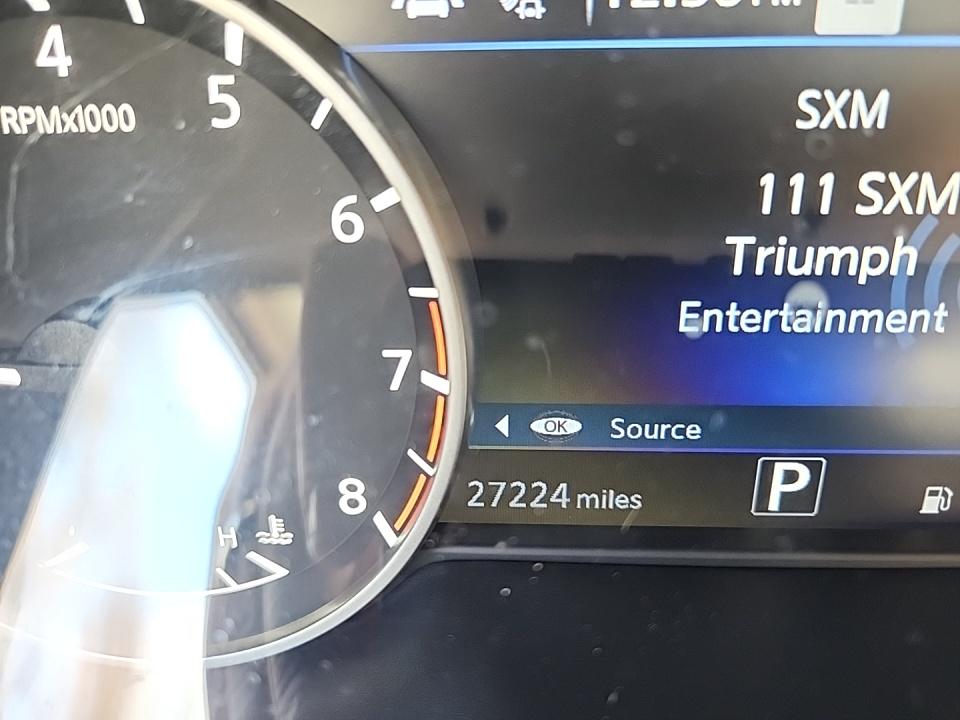 4
5
RPMx1000
6
7
8
H
SXM
111 SXM
Triumph
Entertainment
OK Source
27224 miles
P